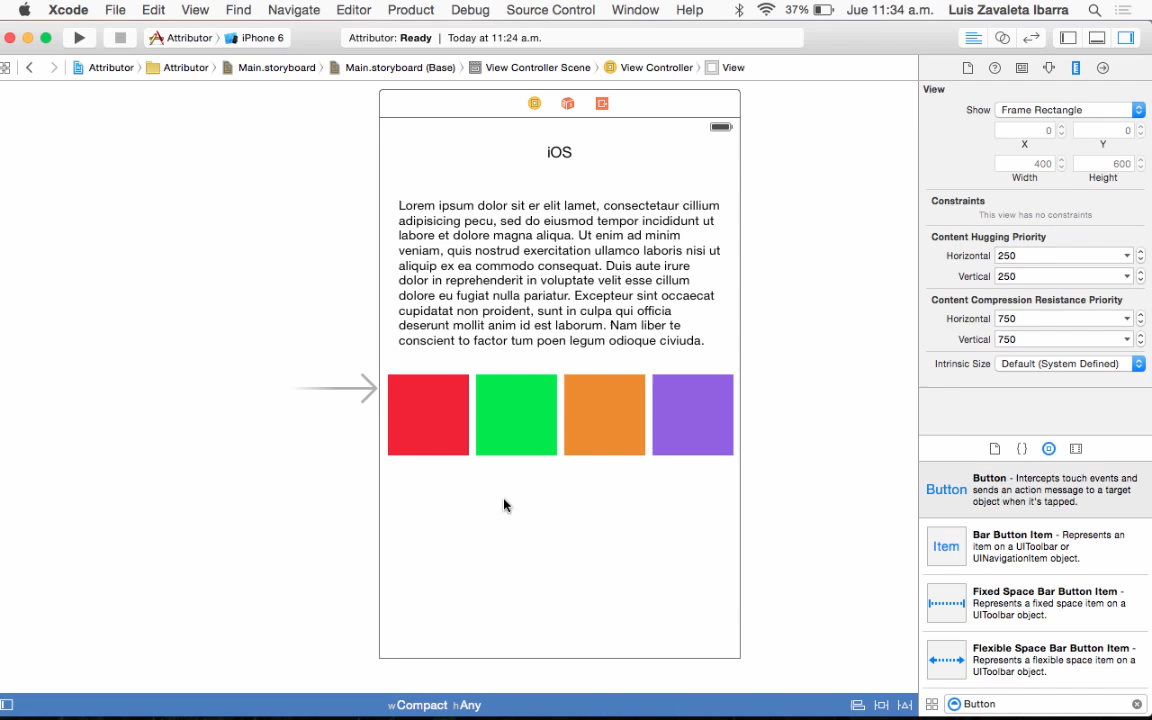 Xcode File Edit View Find Navigate Editor Product Debug Source Control Window Help 37% Jue 11:34 a.m. Luis Zavaleta Ibarra
Attributor iPhone 6 Attributor: Ready | Today at 11:24 a.m.
Attributor Attributor Main.storyboard Main.storyboard (Base) View Controller Scene View Controller View
iOS
Lorem ipsum dolor sit er elit lamet, consectetaur cillium
adipisicing pecu, sed do eiusmod tempor incididunt ut
labore et dolore magna aliqua. Ut enim ad minim
veniam, quis nostrud exercitation ullamco laboris nisi ut
aliquip ex ea commodo consequat. Duis aute irure
dolor in reprehenderit in voluptate velit esse cillum
dolore eu fugiat nulla pariatur. Excepteur sint occaecat
cupidatat non proident, sunt in culpa qui officia
deserunt mollit anim id est laborum. Nam liber te
conscient to factor tum poen legum odioque civiuda.
wCompact hAny
View
Show Frame Rectangle
0 0
X Y
400 600
Width Height
Constraints
This view has no constraints
Content Hugging Priority
Horizontal 250
Vertical 250
Content Compression Resistance Priority
Horizontal 750
Vertical 750
Intrinsic Size Default (System Defined)
{}
Button
Button - Intercepts touch events and
sends an action message to a target
object when it's tapped.
Item
Bar Button Item - Represents an
item on a UIToolbar or
UINavigationItem object.
Fixed Space Bar Button Item -
Represents a fixed space item on a
UIToolbar object.
Flexible Space Bar Button Item -
Represents a flexible space item on a
UIToolbar object.
Button